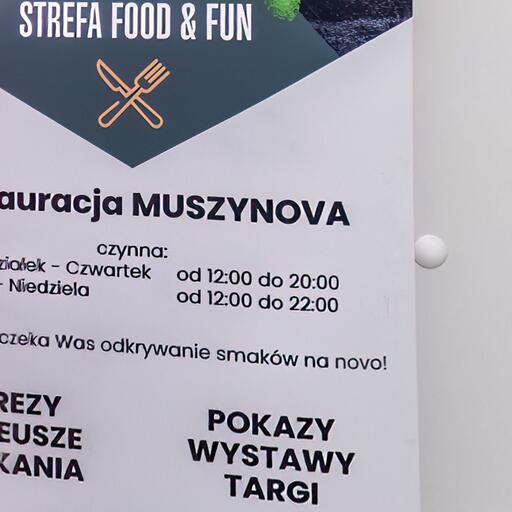 STREFA FOOD & FUN
auracja MUSZYNOVA
czynna:
ziałek - Czwartek od 12:00 do 20:00
- Niedziela od 12:00 do 22:00
czeka Was odkrywanie smaków na novo!
REZY
EUSZE
KANIA
POKAZY
WYSTAWY
TARGI